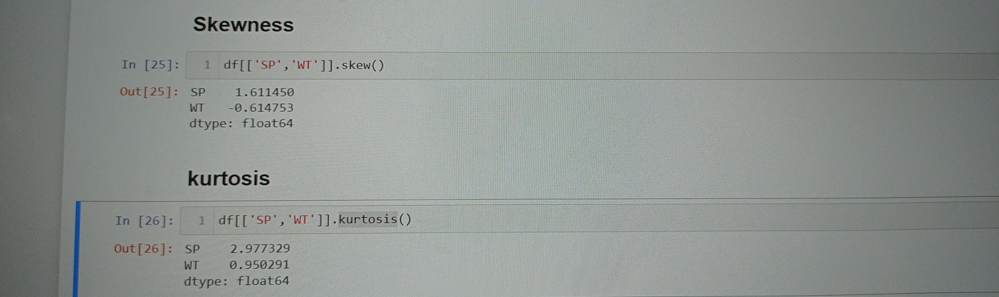 Skewness
In [25]: 1 df[['SP','WT']].skew()
Out[25]: SP 1.611450
WT -0.614753
dtype: float64
kurtosis
In [26]: 1 df[['SP','WT']].kurtosis()
Out[26]: SP 2.977329
WT 0.950291
dtype: float64